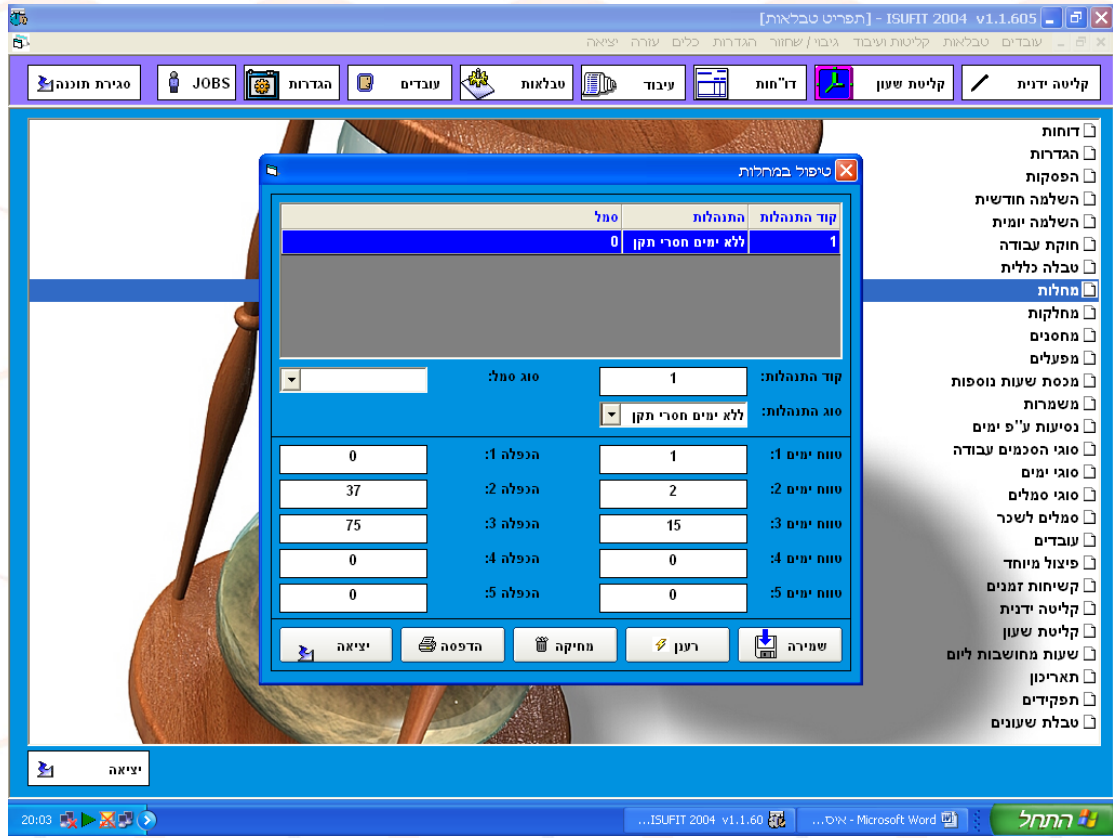 ISUFIT 2004 v1.1.605 - [תפריט טבלאות]
עובדים טבלאות קליטות ועיבוד גיבוי / שחזור הגדרות כלים עזרה יציאה
קליטה ידנית קליטת שעון דו"חות עיבוד טבלאות עובדים הגדרות JOBS סגירת תוכנה
דוחות
הגדרות
הפסקות
השלמה חודשית
השלמה יומית
חוקת עבודה
טבלה כללית
מחלות
מחלקות
מחסנים
מפעלים
מכסת שעות נוספות
משמרות
נסיעות ע"פ ימים
סוגי הסכמים עבודה
סוגי ימים
סוגי סמלים
סמלים לשכר
עובדים
פיצול מיוחד
קשיחות זמנים
קליטה ידנית
קליטת שעון
שעות מחושבות ליום
תאריכון
תפקידים
טבלת שעונים
טיפול במחלות
קוד התנהלות התנהלות סמל
1 ללא ימים חסרי תקן 0
קוד התנהלות: 1 סוג סמל:
סוג התנהלות: ללא ימים חסרי תקן
טווח ימים 1: 1 הכפלה 1: 0
טווח ימים 2: 2 הכפלה 2: 37
טווח ימים 3: 15 הכפלה 3: 75
טווח ימים 4: 0 הכפלה 4: 0
טווח ימים 5: 0 הכפלה 5: 0
שמירה רענן מחיקה הדפסה יציאה
יציאה
התחל איס... - Microsoft Word ISUFIT 2004 v1.1.60... 20:03